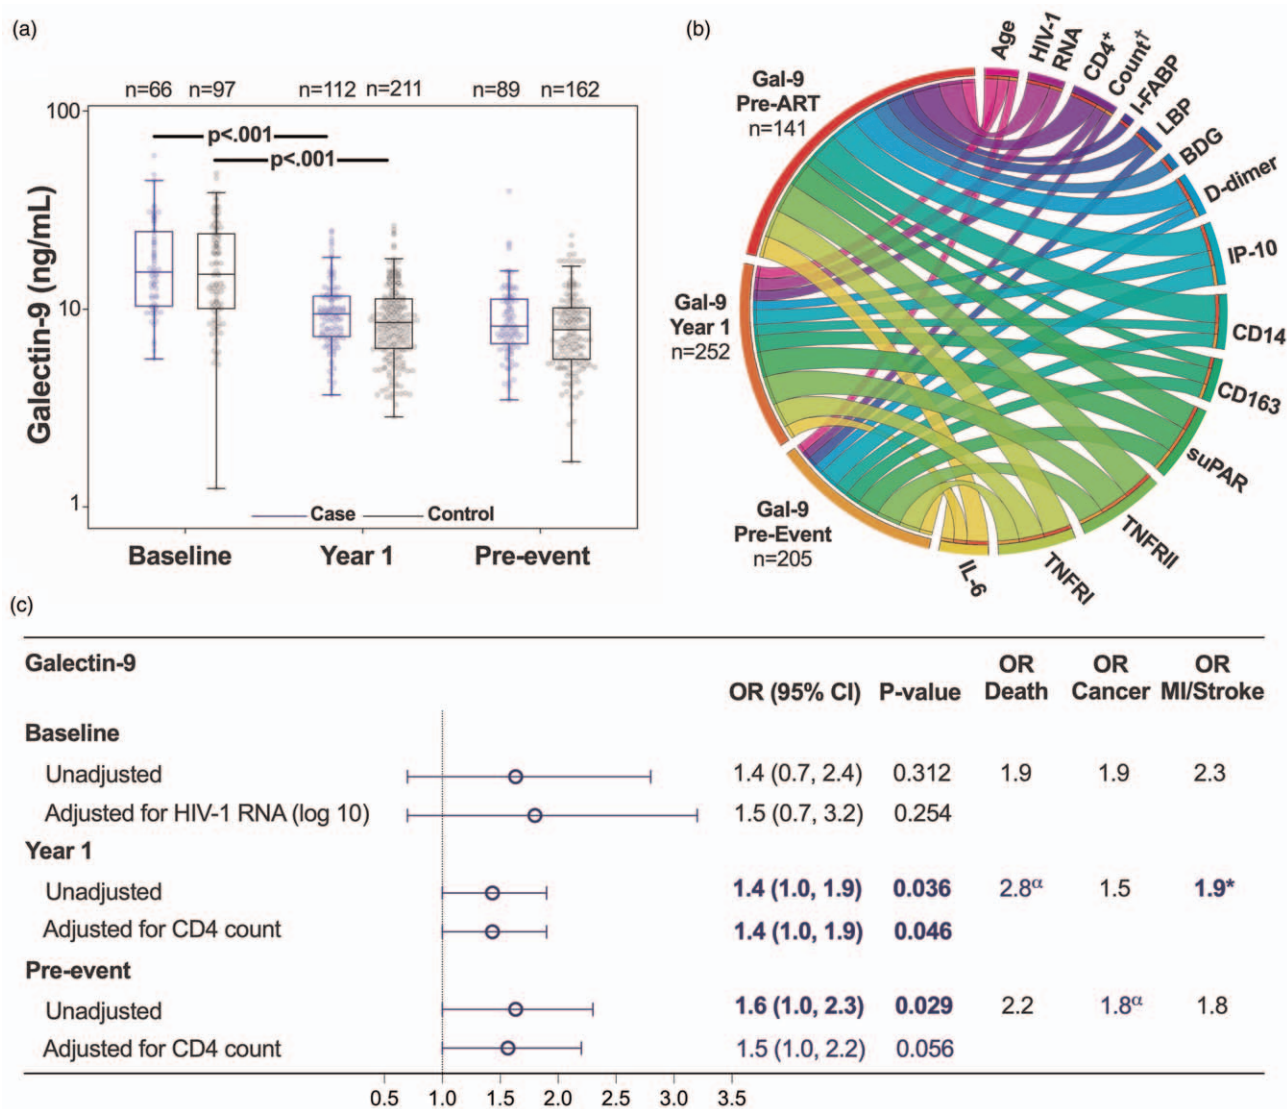 (a)
n=66 n=97 n=112 n=211 n=89 n=162
100
p<.001
p<.001
Galectin-9 (ng/mL)
10
1
Case Control
Baseline Year 1 Pre-event
(b)
Gal-9
Pre-ART
n=141
Gal-9
Year 1
n=252
Gal-9
Pre-Event
n=205
Age
HIV-1
RNA
CD4⁺
Count†
I-FABP
LBP
BDG
D-dimer
IP-10
CD14
CD163
suPAR
TNFRII
TNFRI
IL-6
(c)
Galectin-9 OR (95% CI) P-value OR Death OR Cancer OR MI/Stroke
Baseline
Unadjusted 1.4 (0.7, 2.4) 0.312 1.9 1.9 2.3
Adjusted for HIV-1 RNA (log 10) 1.5 (0.7, 3.2) 0.254
Year 1
Unadjusted 1.4 (1.0, 1.9) 0.036 2.8α 1.5 1.9*
Adjusted for CD4 count 1.4 (1.0, 1.9) 0.046
Pre-event
Unadjusted 1.6 (1.0, 2.3) 0.029 2.2 1.8α 1.8
Adjusted for CD4 count 1.5 (1.0, 2.2) 0.056
0.5 1.0 1.5 2.0 2.5 3.0 3.5